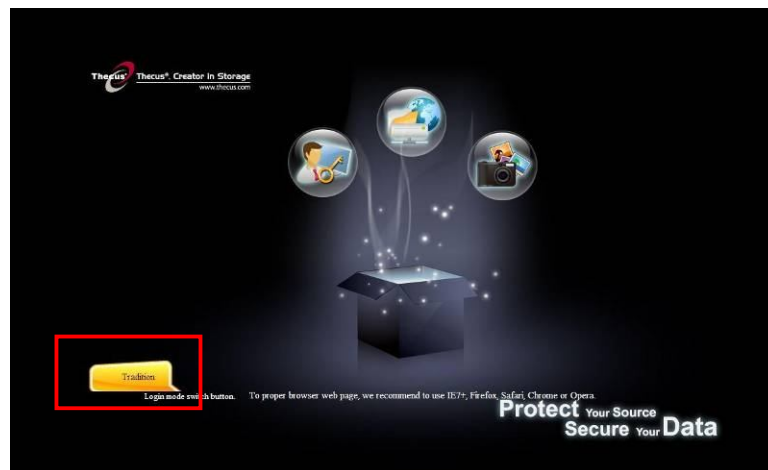 Thecus® Thecus®, Creator in Storage
www.thecus.com
Tradition
Login mode switch button. To proper browser web page, we recommend to use IE7+, Firefox, Safari, Chrome or Opera.
Protect Your Source
Secure Your Data